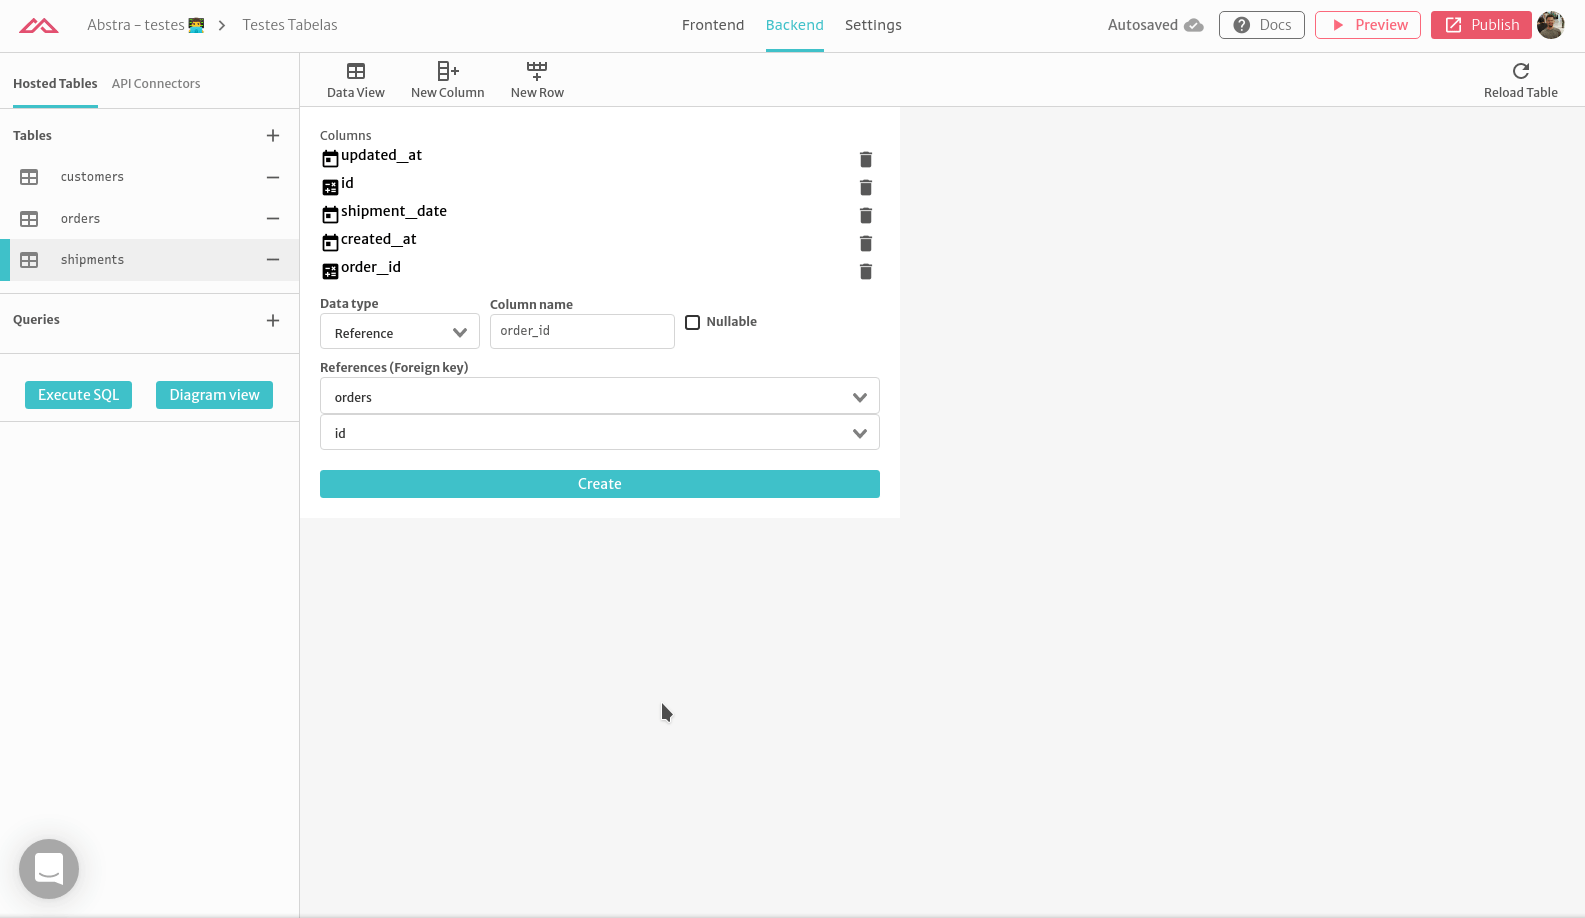 Abstra - testes 👨‍💻 > Testes Tabelas
Frontend
Backend
Settings
Autosaved
Docs
Preview
Publish
Hosted Tables
API Connectors
Data View
New Column
New Row
Reload Table
Tables
customers
orders
shipments
Queries
Execute SQL
Diagram view
Columns
updated_at
id
shipment_date
created_at
order_id
Data type
Column name
Reference
order_id
Nullable
References (Foreign key)
orders
id
Create